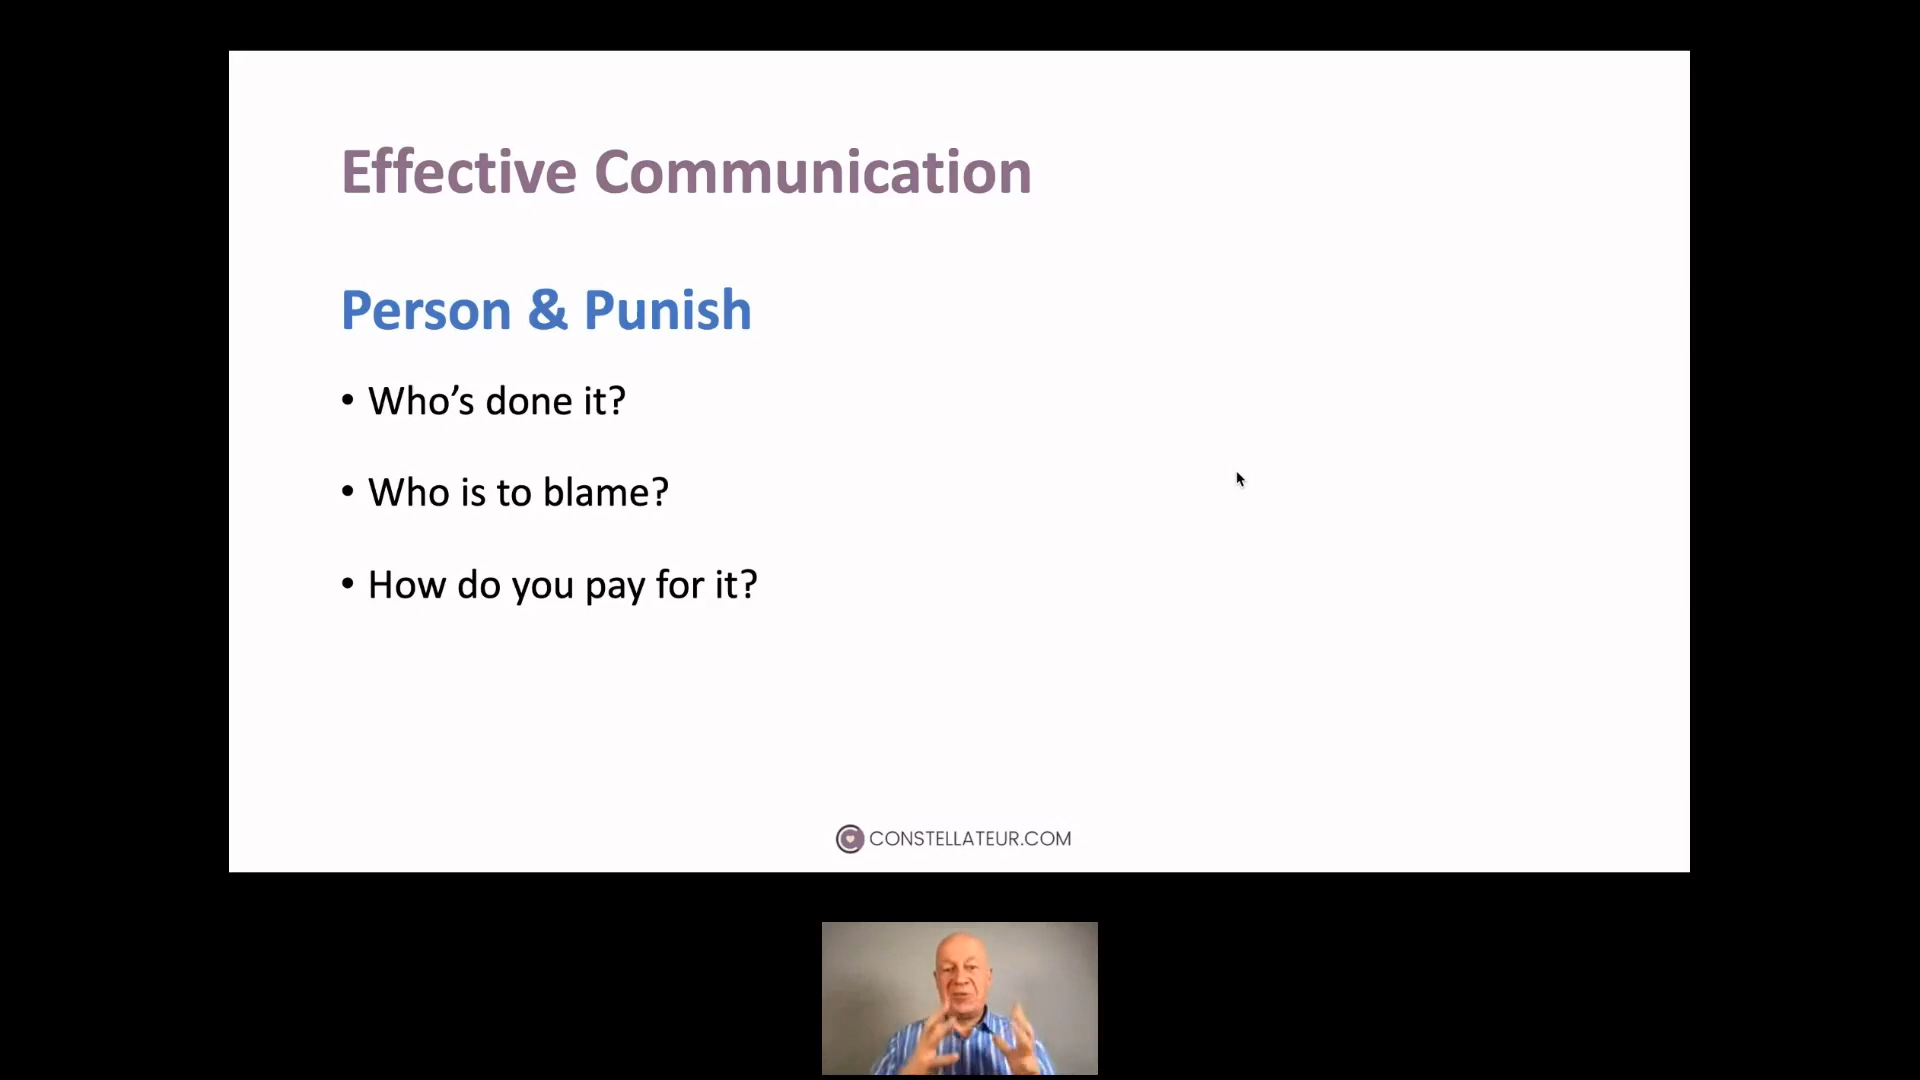 Effective Communication
Person & Punish
• Who’s done it?
• Who is to blame?
• How do you pay for it?
CONSTELLATEUR.COM